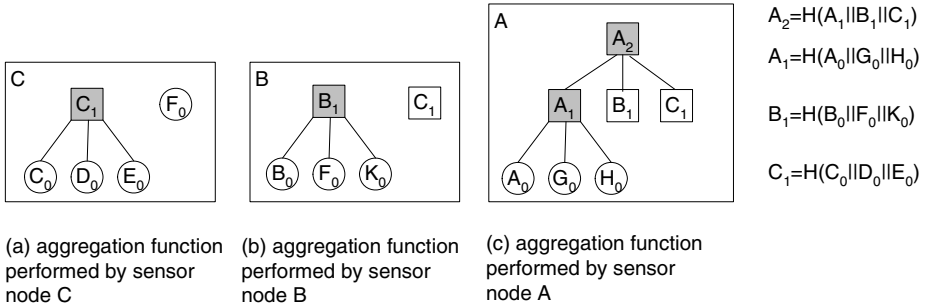 C
C₁
F₀
C₀ D₀ E₀
(a) aggregation function
performed by sensor
node C
B
B₁
C₁
B₀ F₀ K₀
(b) aggregation function
performed by sensor
node B
A
A₂
A₁ B₁ C₁
A₀ G₀ H₀
(c) aggregation function
performed by sensor
node A
A₂=H(A₁||B₁||C₁)
A₁=H(A₀||G₀||H₀)
B₁=H(B₀||F₀||K₀)
C₁=H(C₀||D₀||E₀)